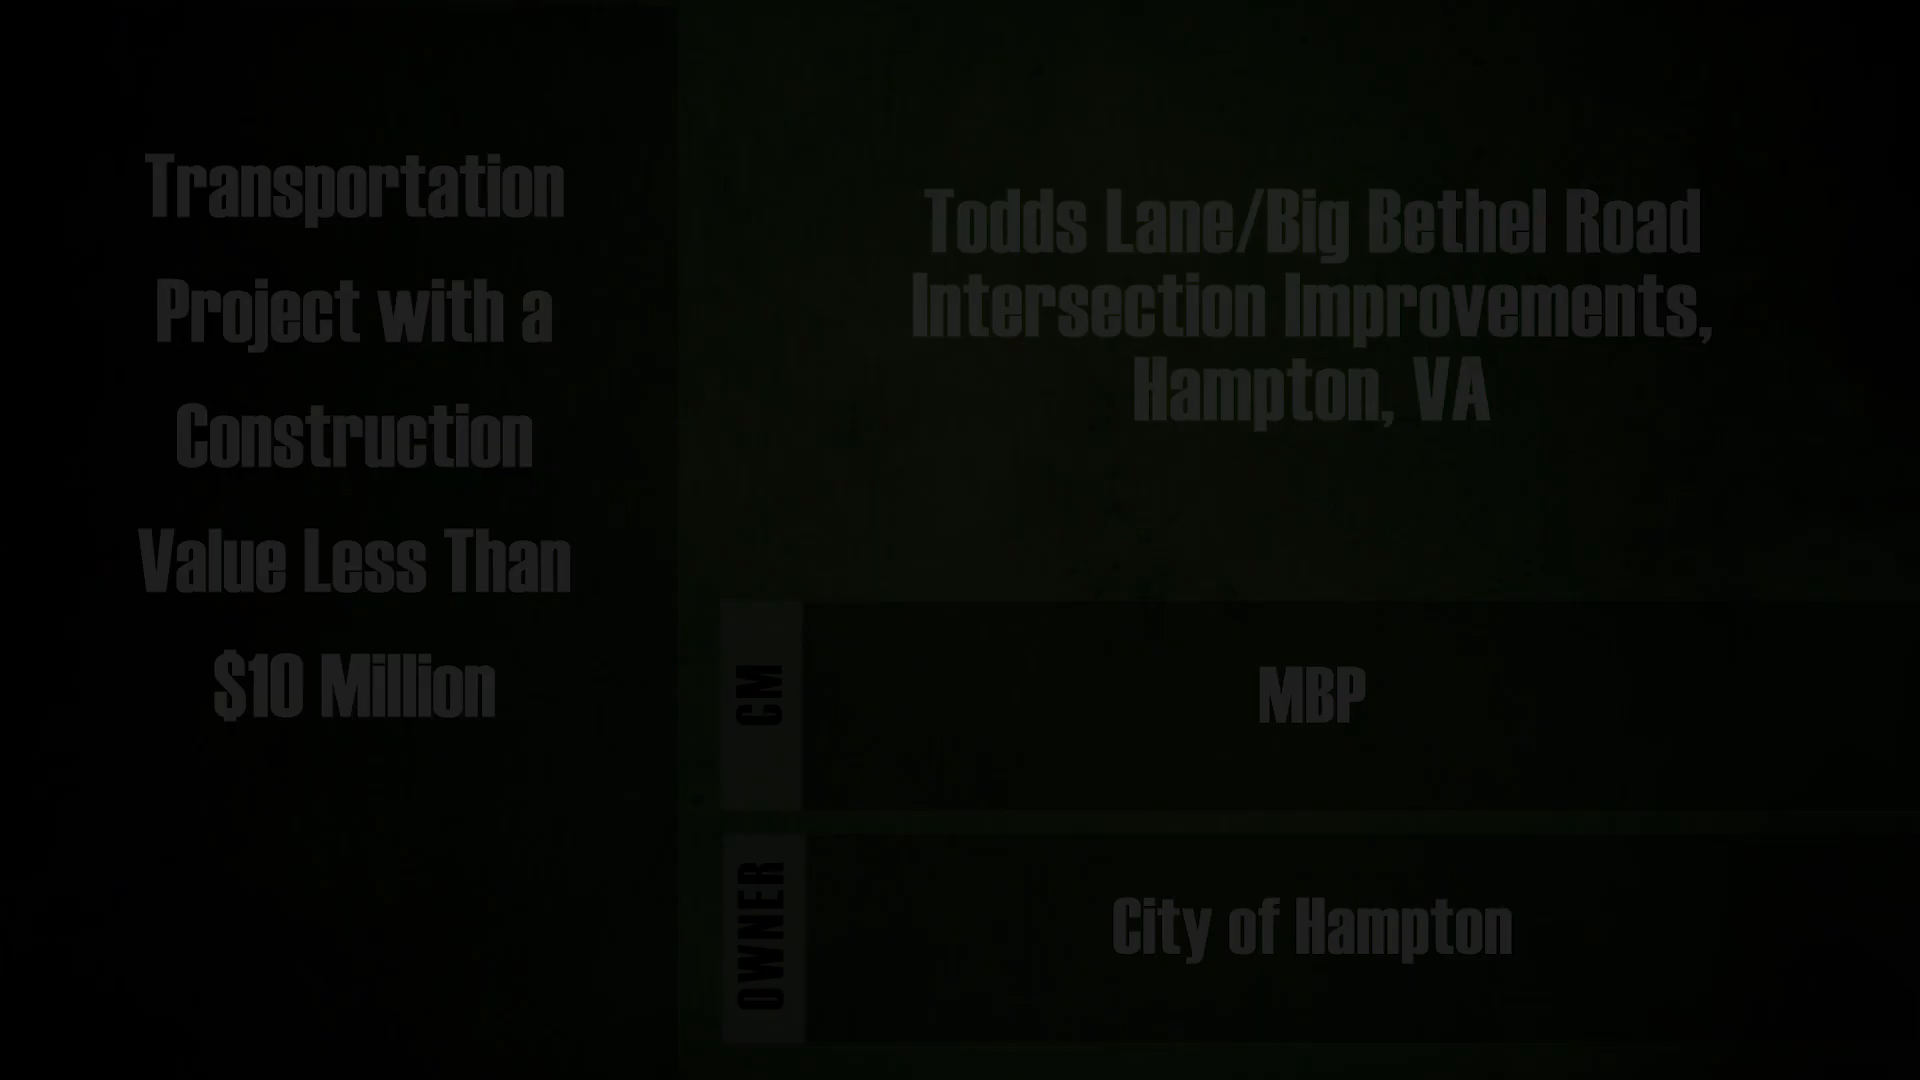 Transportation
Project with a
Construction
Value Less Than
$10 Million
Todds Lane/Big Bethel Road
Intersection Improvements,
Hampton, VA
CM
MBP
OWNER
City of Hampton